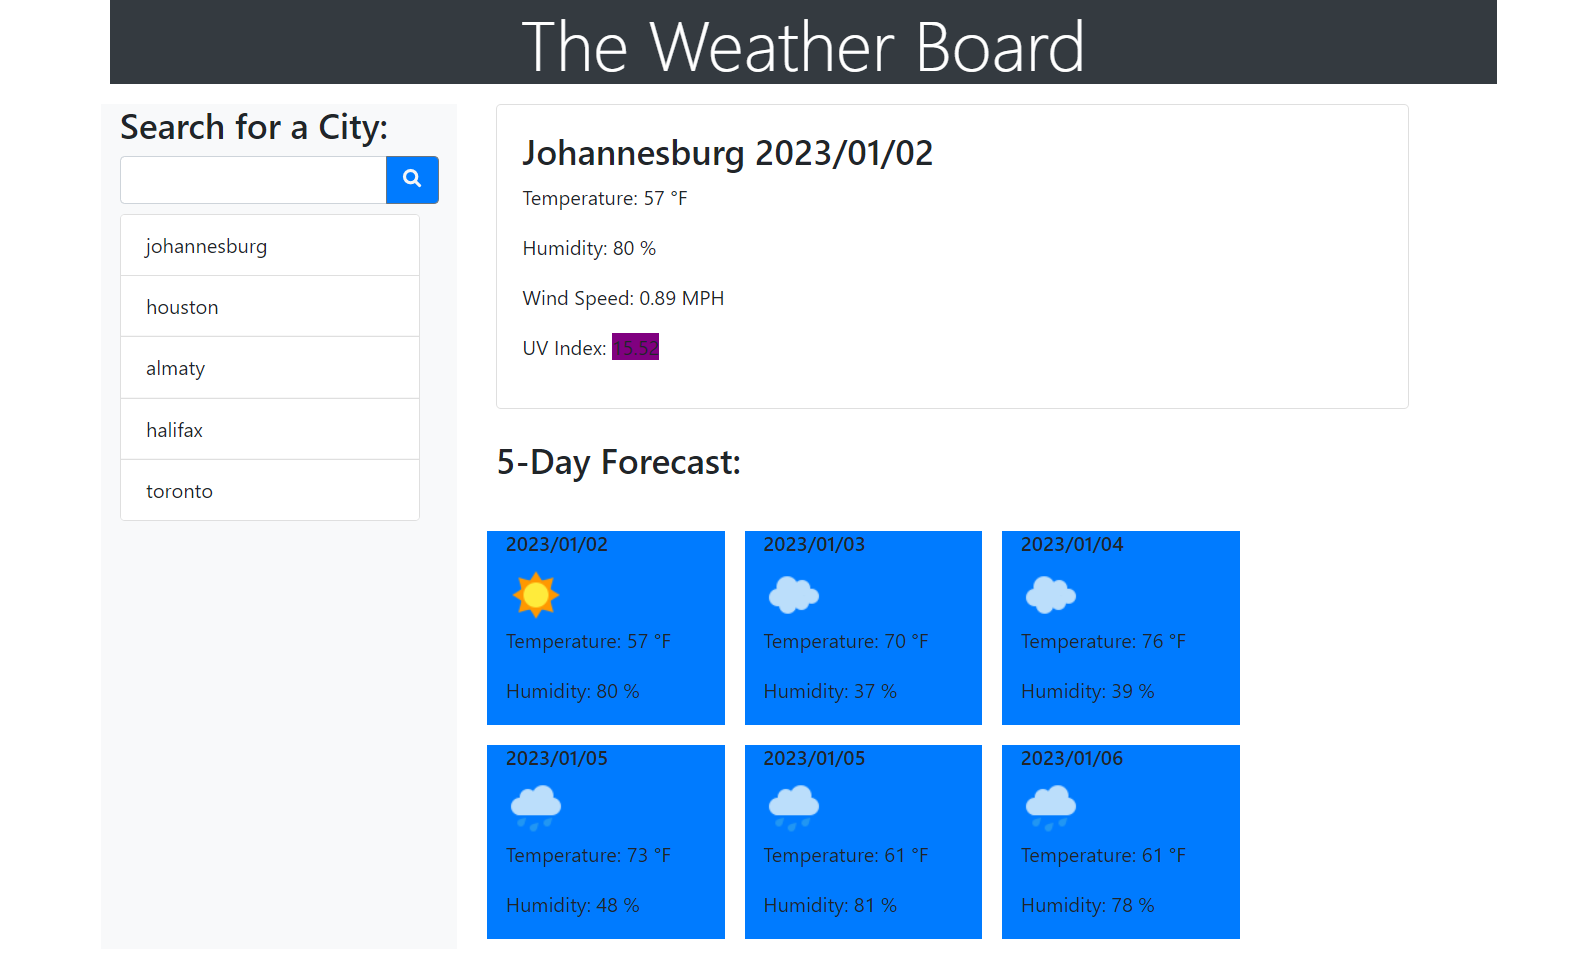 The Weather Board
Search for a City:
johannesburg
houston
almaty
halifax
toronto
Johannesburg 2023/01/02
Temperature: 57 °F
Humidity: 80 %
Wind Speed: 0.89 MPH
UV Index: 15.52
5-Day Forecast:
2023/01/02
Temperature: 57 °F
Humidity: 80 %
2023/01/03
Temperature: 70 °F
Humidity: 37 %
2023/01/04
Temperature: 76 °F
Humidity: 39 %
2023/01/05
Temperature: 73 °F
Humidity: 48 %
2023/01/05
Temperature: 61 °F
Humidity: 81 %
2023/01/06
Temperature: 61 °F
Humidity: 78 %